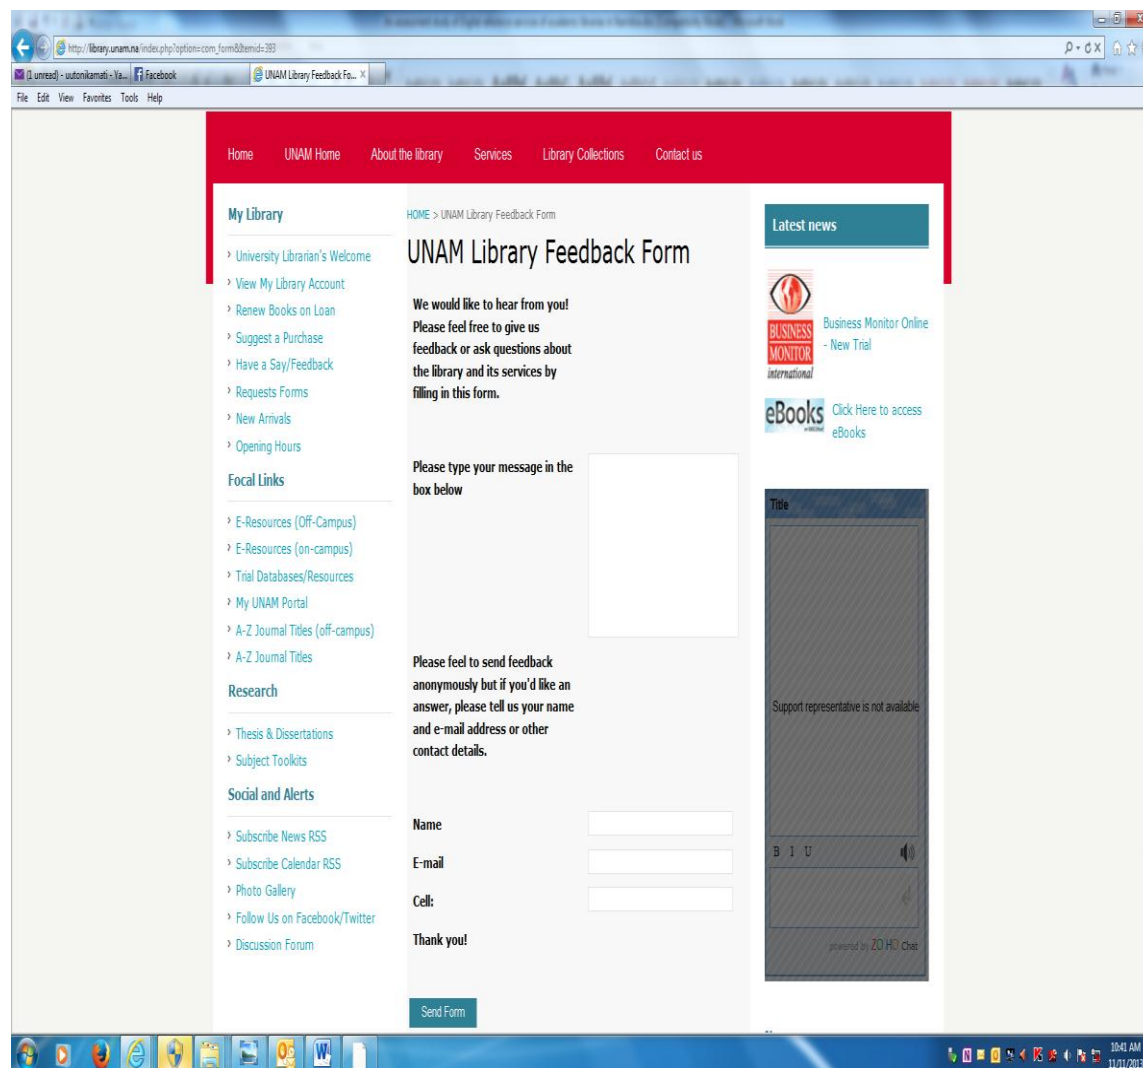 http://library.unam.na/index.php?option=com_form&Itemid=393
(1 unread) - uutonikamati - Ya...
Facebook
UNAM Library Feedback Fo...
File Edit View Favorites Tools Help
Home UNAM Home About the library Services Library Collections Contact us
My Library
University Librarian's Welcome
View My Library Account
Renew Books on Loan
Suggest a Purchase
Have a Say/Feedback
Requests Forms
New Arrivals
Opening Hours
Focal Links
E-Resources (Off-Campus)
E-Resources (on-campus)
Trial Databases/Resources
My UNAM Portal
A-Z Journal Titles (off-campus)
A-Z Journal Titles
Research
Thesis & Dissertations
Subject Toolkits
Social and Alerts
Subscribe News RSS
Subscribe Calendar RSS
Photo Gallery
Follow Us on Facebook/Twitter
Discussion Forum
HOME > UNAM Library Feedback Form
UNAM Library Feedback Form
We would like to hear from you!
Please feel free to give us
feedback or ask questions about
the library and its services by
filling in this form.
Please type your message in the
box below
Please feel to send feedback
anonymously but if you'd like an
answer, please tell us your name
and e-mail address or other
contact details.
Name
E-mail
Cell:
Thank you!
Send Form
Latest news
BUSINESS
MONITOR
international
Business Monitor Online
- New Trial
eBooks
Click Here to access
eBooks
Title
Support representative is not available
B I U
powered by ZOHO Chat
10:41 AM
11/11/2013